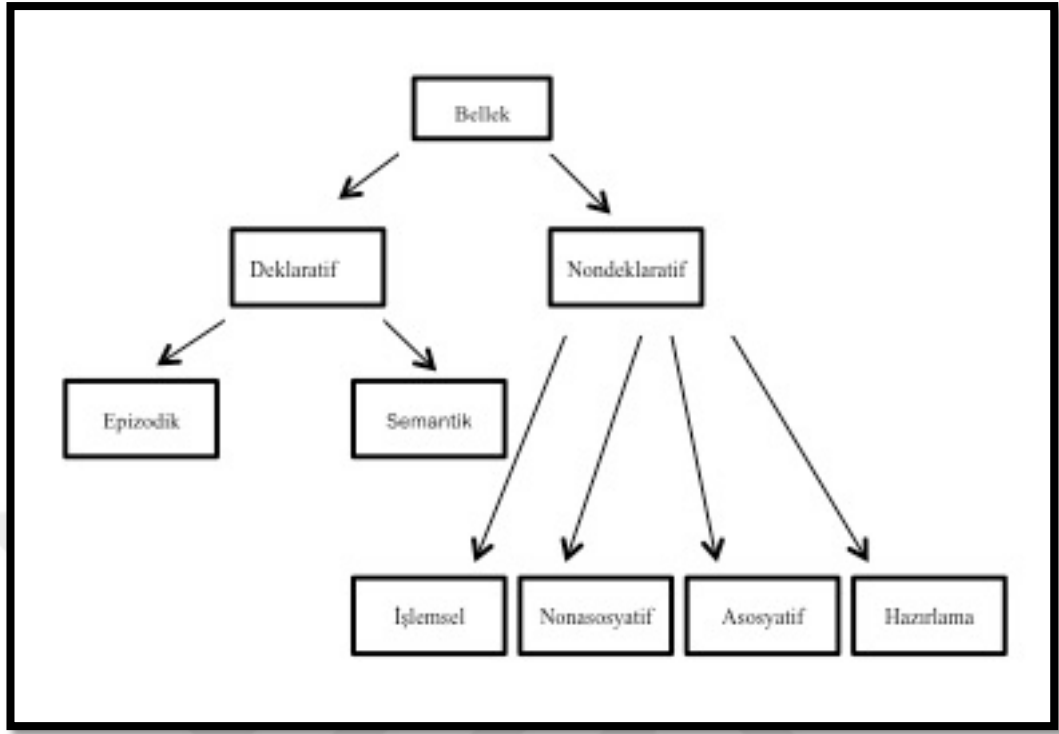 Bellek
Deklaratif
Nondeklaratif
Epizodik
Semantik
İşlemsel
Nonasosyatif
Asosyatif
Hazırlama